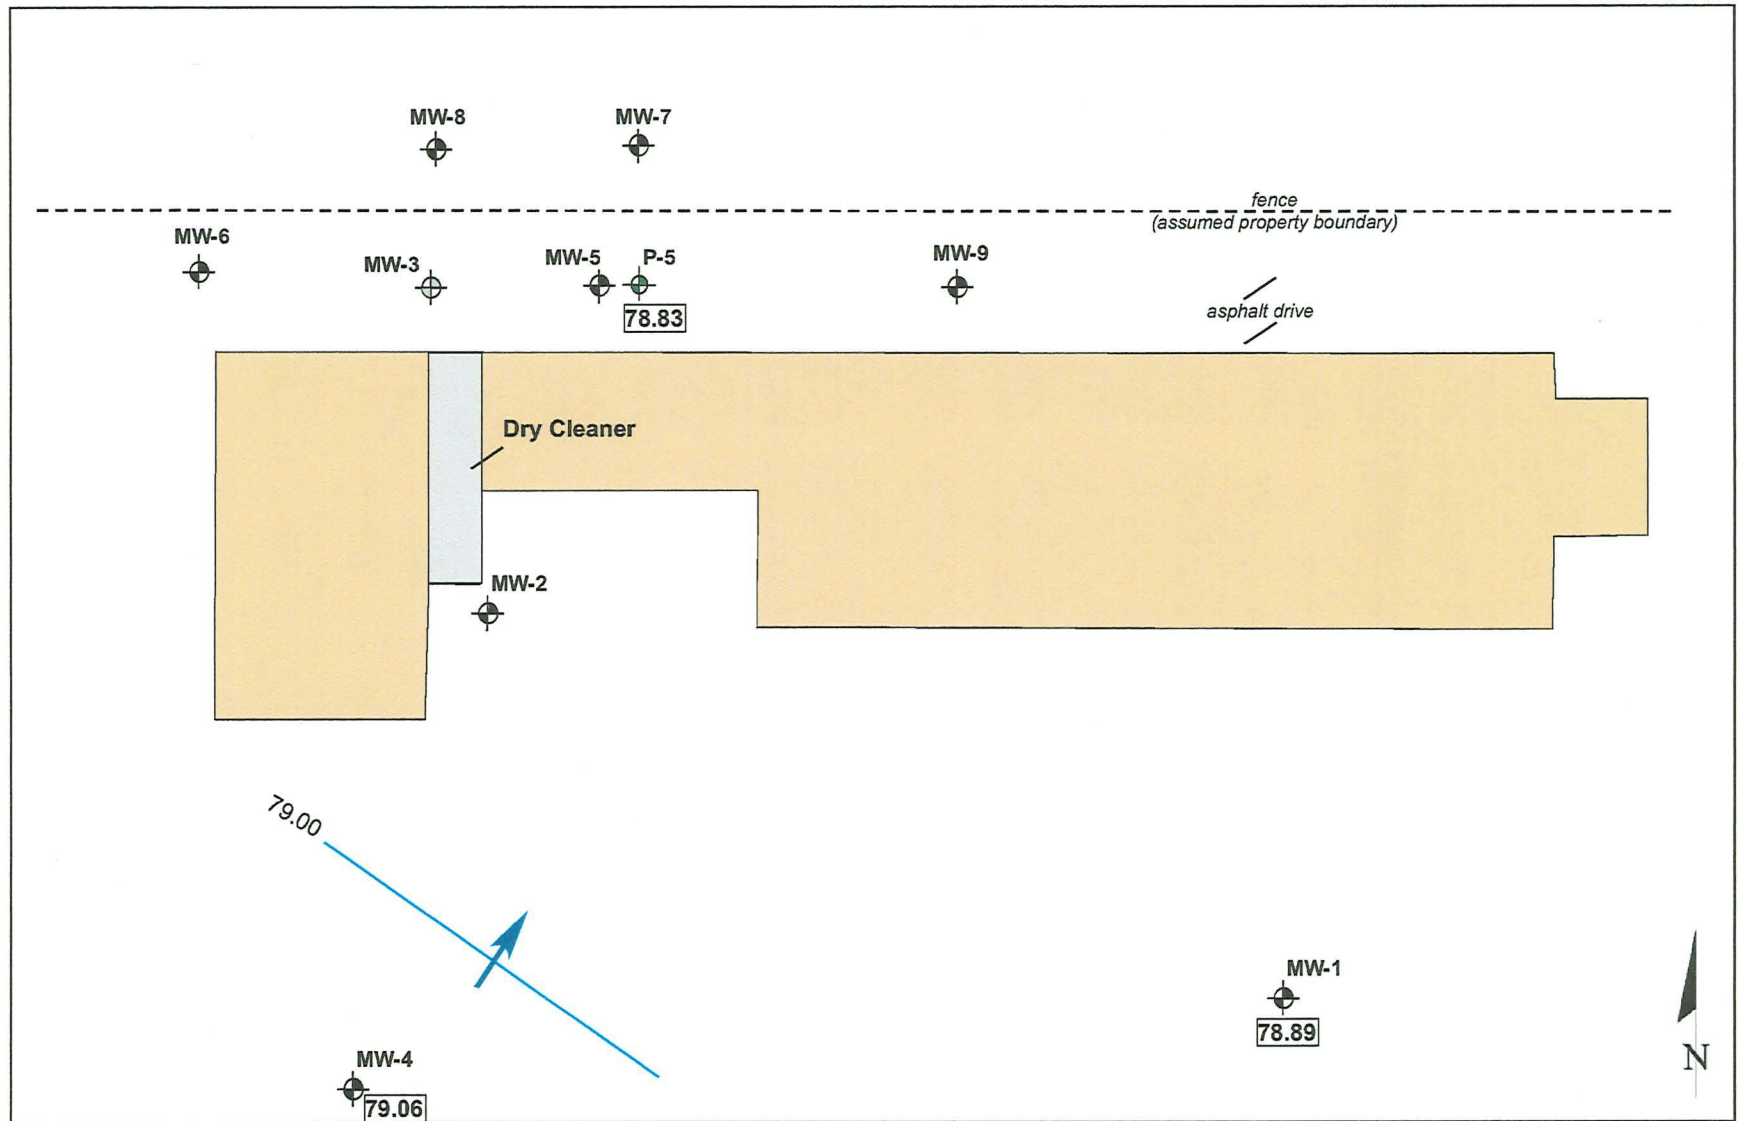 MW-8
MW-7
fence
(assumed property boundary)
MW-6
MW-3
MW-5
P-5
MW-9
78.83
asphalt drive
Dry Cleaner
MW-2
79.00
MW-1
78.89
N
MW-4
79.06